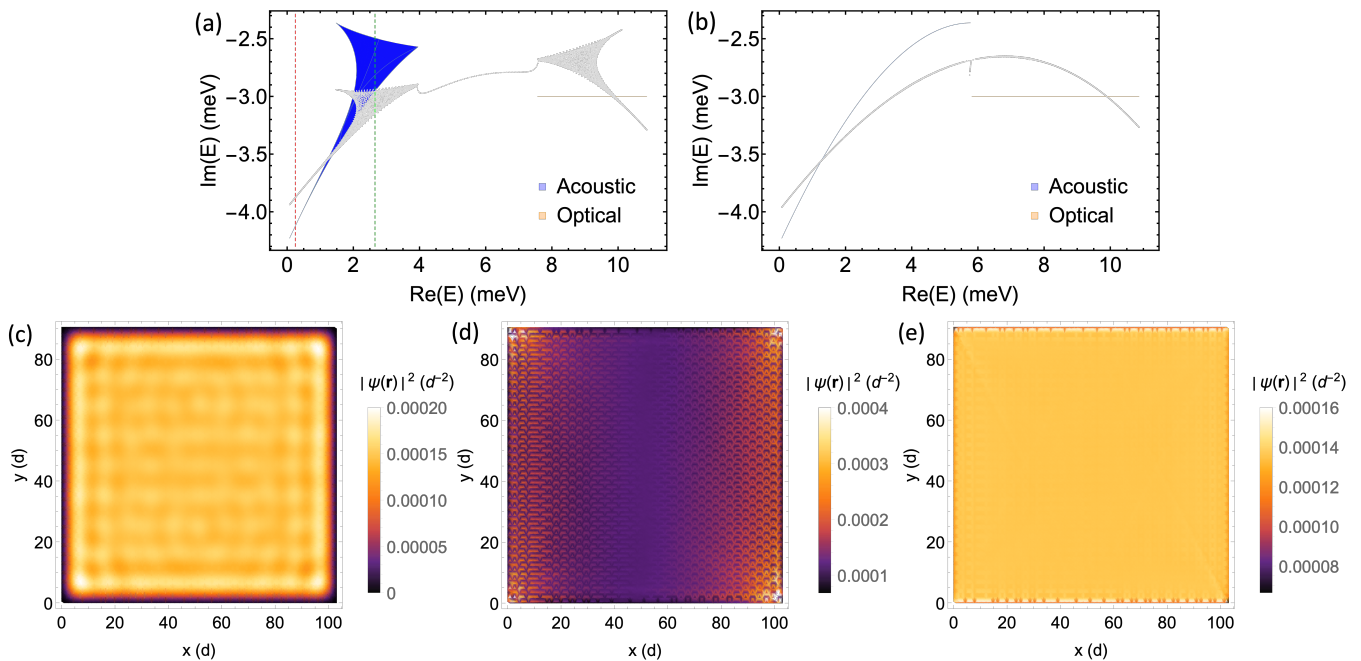 (a)
−2.5
−3.0
−3.5
−4.0
Im(E) (meV)
Acoustic
Optical
0 2 4 6 8 10
Re(E) (meV)
(b)
−2.5
−3.0
−3.5
−4.0
Im(E) (meV)
Acoustic
Optical
0 2 4 6 8 10
Re(E) (meV)
(c)
80
60
40
20
0
y (d)
0 20 40 60 80 100
x (d)
| ψ(r) |² (d⁻²)
0.00020
0.00015
0.00010
0.00005
0
(d)
80
60
40
20
0
y (d)
0 20 40 60 80 100
x (d)
| ψ(r) |² (d⁻²)
0.0004
0.0003
0.0002
0.0001
(e)
80
60
40
20
0
y (d)
0 20 40 60 80 100
x (d)
| ψ(r) |² (d⁻²)
0.00016
0.00014
0.00012
0.00010
0.00008